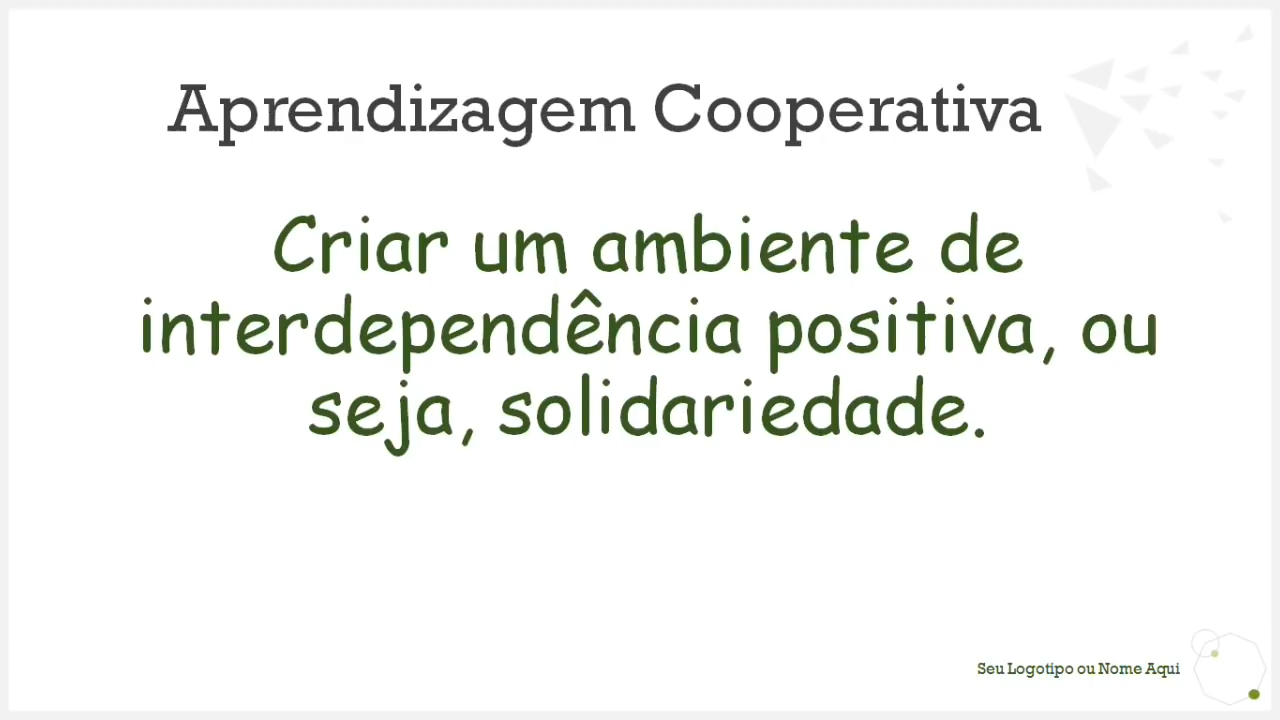 Aprendizagem Cooperativa
Criar um ambiente de
interdependência positiva, ou
seja, solidariedade.
Seu Logotipo ou Nome Aqui